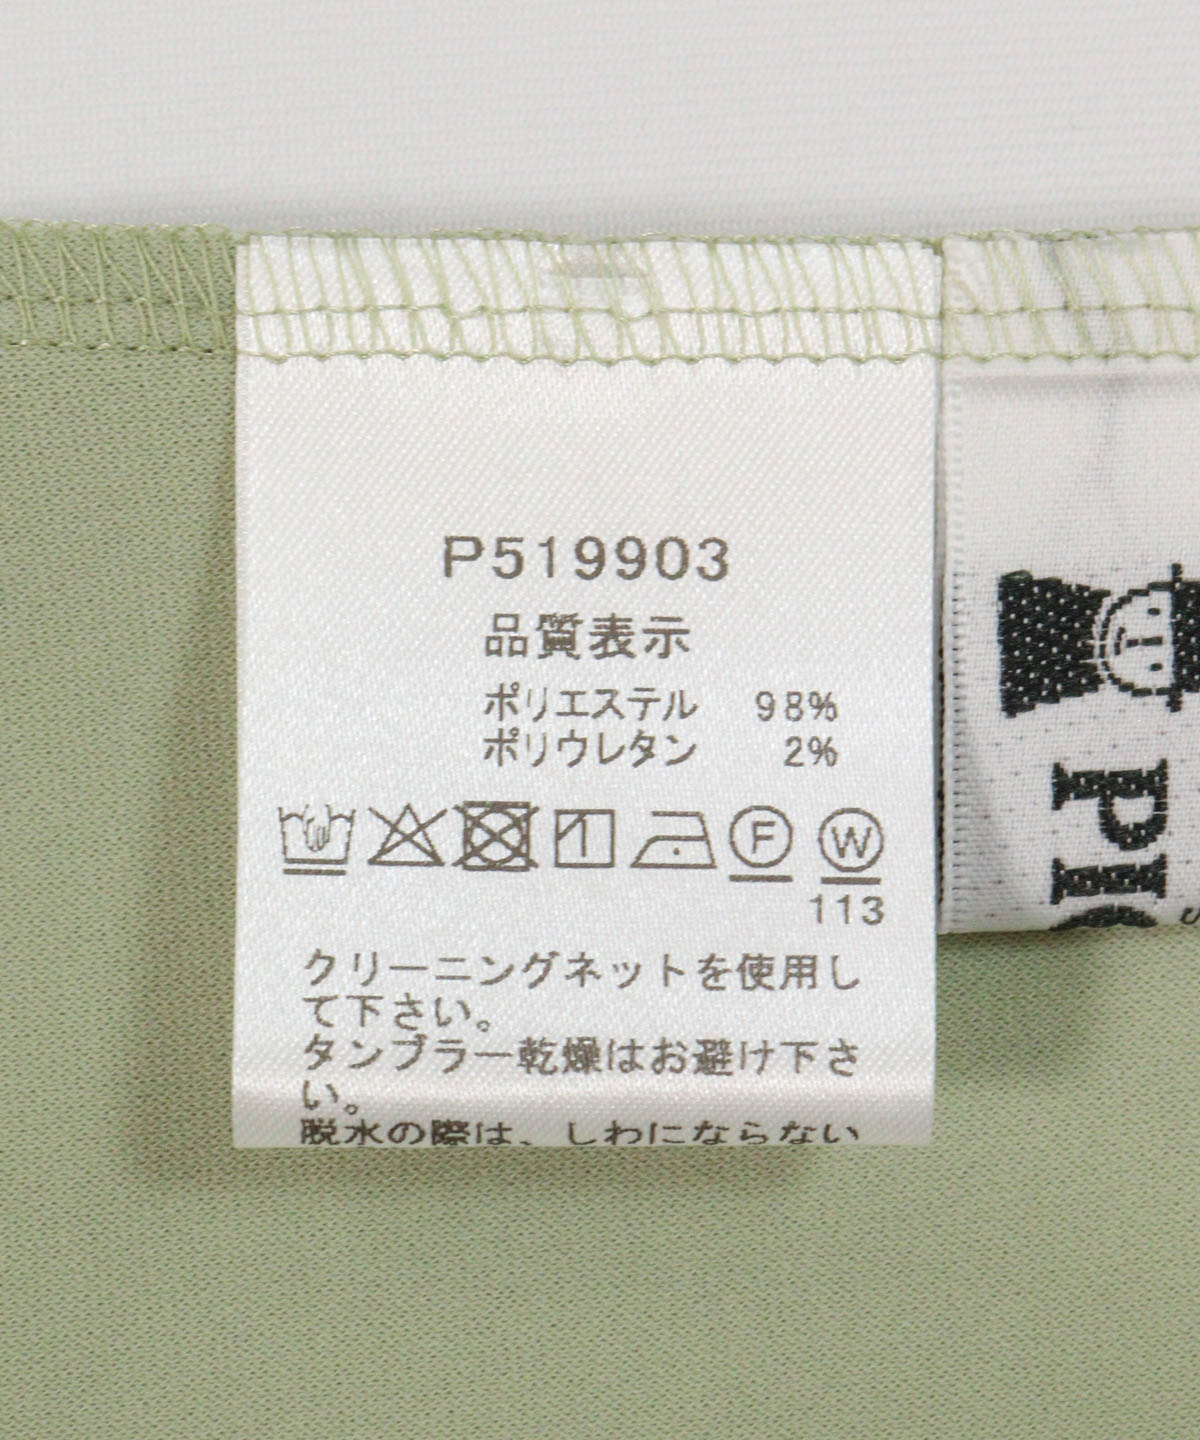 P519903
品質表示
ポリエステル 98%
ポリウレタン 2%
F W
113
クリーニングネットを使用し
て下さい。
タンブラー乾燥はお避け下さ
い。
脱水の際は、しわにならない